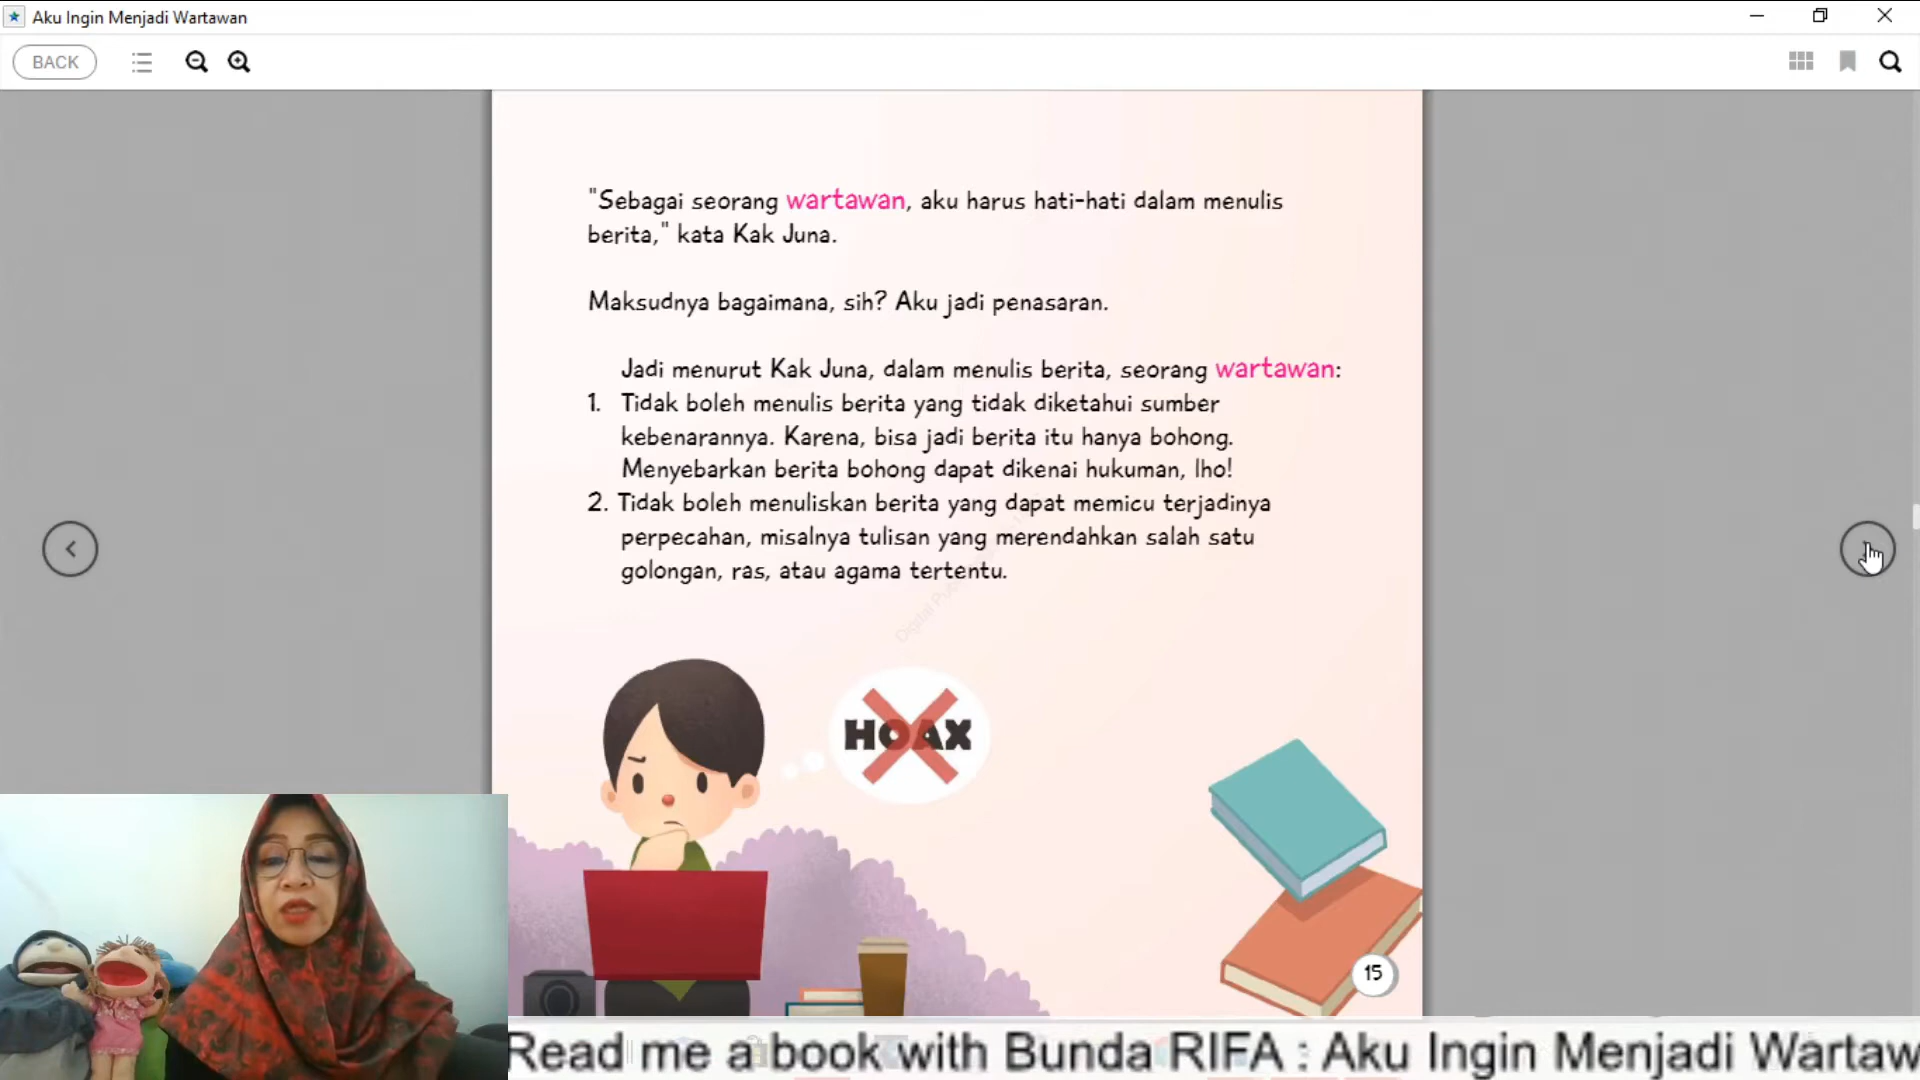 Aku Ingin Menjadi Wartawan
BACK
"Sebagai seorang wartawan, aku harus hati-hati dalam menulis
berita," kata Kak Juna.
Maksudnya bagaimana, sih? Aku jadi penasaran.
Jadi menurut Kak Juna, dalam menulis berita, seorang wartawan:
1. Tidak boleh menulis berita yang tidak diketahui sumber
kebenarannya. Karena, bisa jadi berita itu hanya bohong.
Menyebarkan berita bohong dapat dikenai hukuman, lho!
2. Tidak boleh menuliskan berita yang dapat memicu terjadinya
perpecahan, misalnya tulisan yang merendahkan salah satu
golongan, ras, atau agama tertentu.
HOAX
15
Read me a book with Bunda RIFA : Aku Ingin Menjadi Wartaw